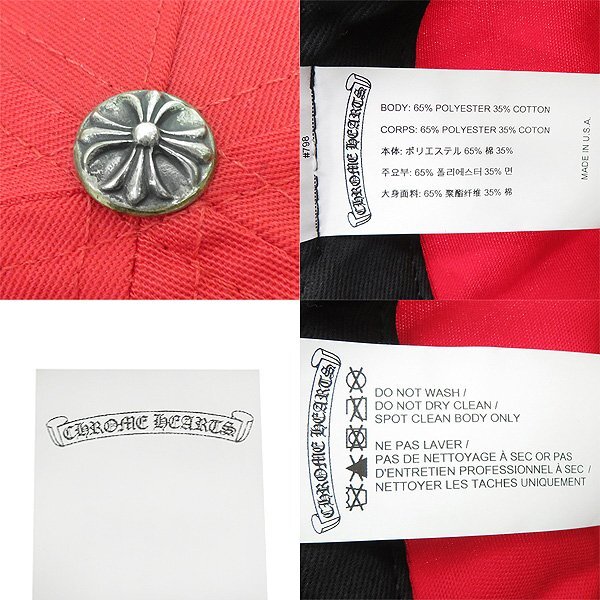 CHROME HEARTS
#798
BODY: 65% POLYESTER 35% COTTON
CORPS: 65% POLYESTER 35% COTON
本体: ポリエステル 65% 棉 35%
주요부: 65% 폴리에스터 35% 면
大身面料: 65% 聚酯纤维 35% 棉
MADE IN U.S.A.
CHROME HEARTS
CHROME HEARTS
DO NOT WASH /
DO NOT DRY CLEAN /
SPOT CLEAN BODY ONLY
NE PAS LAVER /
PAS DE NETTOYAGE À SEC OR PAS
D'ENTRETIEN PROFESSIONNEL À SEC /
NETTOYER LES TACHES UNIQUEMENT